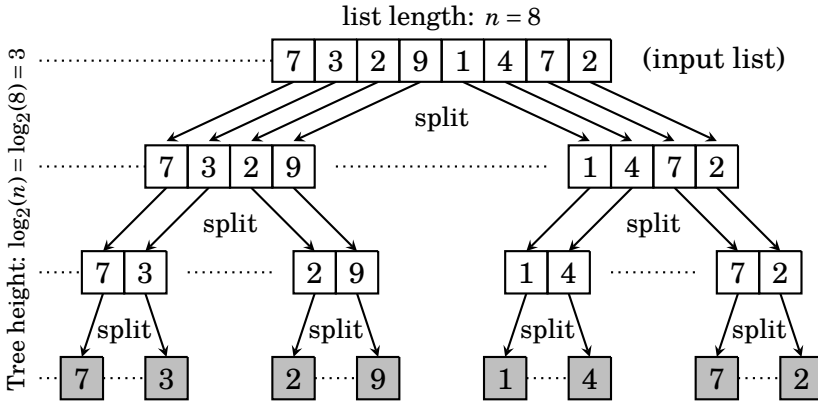 list length: n = 8
7 3 2 9 1 4 7 2 (input list)
split
7 3 2 9 1 4 7 2
split split
7 3 2 9 1 4 7 2
split split split split
7 3 2 9 1 4 7 2
Tree height: log₂(n) = log₂(8) = 3